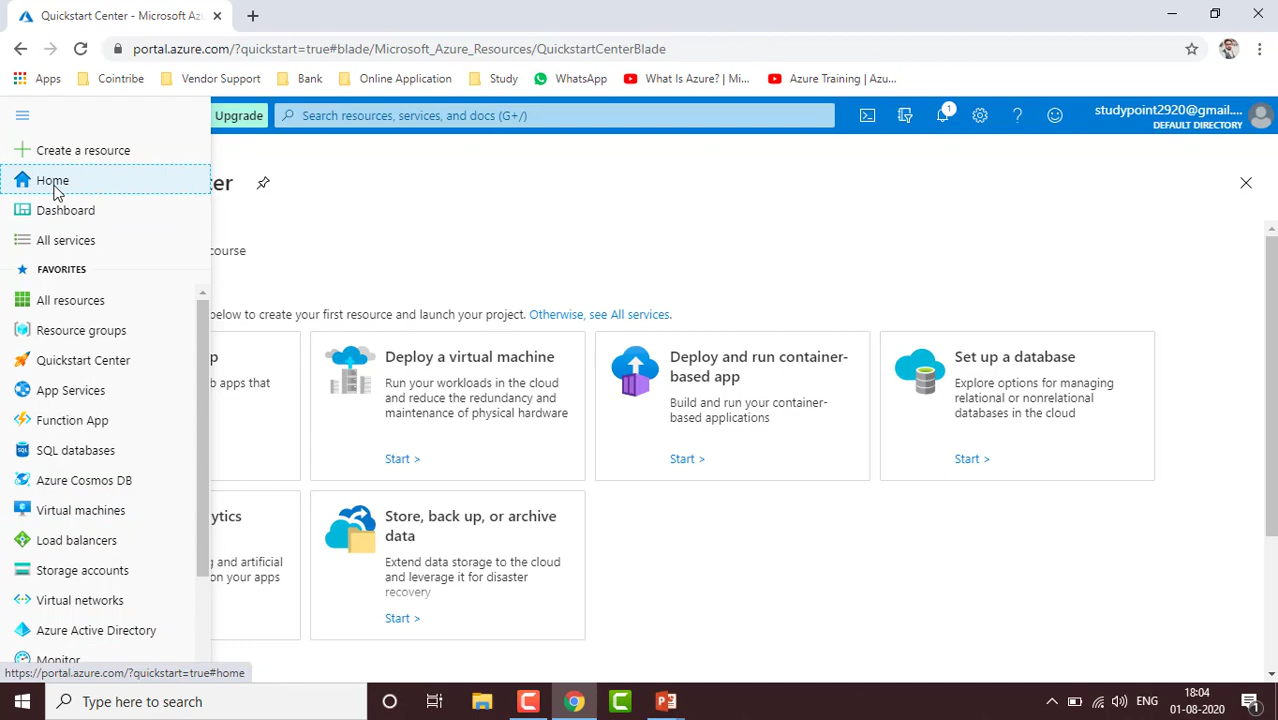 Quickstart Center - Microsoft Azu
portal.azure.com/?quickstart=true#blade/Microsoft_Azure_Resources/QuickstartCenterBlade
Apps
Cointribe
Vendor Support
Bank
Online Application
Study
WhatsApp
What Is Azure? | Mi...
Azure Training | Azu...
Upgrade
Search resources, services, and docs (G+/)
1
studypoint2920@gmail....
DEFAULT DIRECTORY
Create a resource
Home
Dashboard
All services
FAVORITES
All resources
Resource groups
Quickstart Center
App Services
Function App
SQL databases
Azure Cosmos DB
Virtual machines
Load balancers
Storage accounts
Virtual networks
Azure Active Directory
Monitor
ter
course
below to create your first resource and launch your project. Otherwise, see All services.
p
b apps that
Deploy a virtual machine
Run your workloads in the cloud
and reduce the redundancy and
maintenance of physical hardware
Start >
Deploy and run container-
based app
Build and run your container-
based applications
Start >
Set up a database
Explore options for managing
relational or nonrelational
databases in the cloud
Start >
ytics
g and artificial
on your apps
Store, back up, or archive
data
Extend data storage to the cloud
and leverage it for disaster
recovery
Start >
https://portal.azure.com/?quickstart=true#home
Type here to search
ENG
18:04
01-08-2020
1